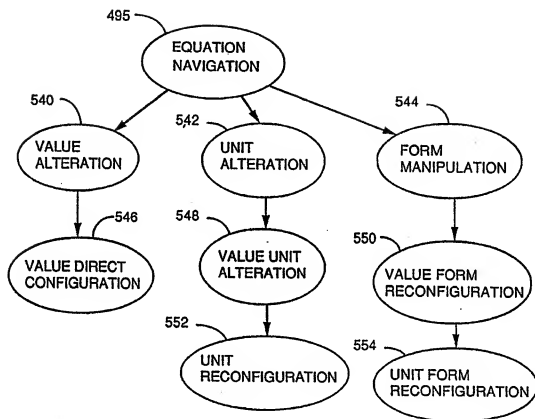 495
EQUATION
NAVIGATION
540
VALUE
ALTERATION
542
UNIT
ALTERATION
544
FORM
MANIPULATION
546
VALUE DIRECT
CONFIGURATION
548
VALUE UNIT
ALTERATION
550
VALUE FORM
RECONFIGURATION
552
UNIT
RECONFIGURATION
554
UNIT FORM
RECONFIGURATION